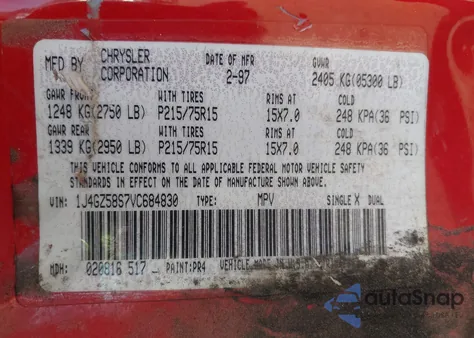 MFD BY CHRYSLER CORPORATION DATE OF MFR 2-97 GVWR 2405 KG(05300 LB)
GAWR FRONT WITH TIRES RIMS AT COLD
1248 KG(2750 LB) P215/75R15 15X7.0 248 KPA(36 PSI)
GAWR REAR WITH TIRES RIMS AT COLD
1339 KG(2950 LB) P215/75R15 15X7.0 248 KPA(36 PSI)
THIS VEHICLE CONFORMS TO ALL APPLICABLE FEDERAL MOTOR VEHICLE SAFETY
STANDARDS IN EFFECT ON THE DATE OF MANUFACTURE SHOWN ABOVE.
VIN: 1J4GZ58S7VC684830 TYPE: MPV SINGLE X DUAL
MDH: 020816 517 PAINT:PR4 VEHICLE MADE IN
autoSnap